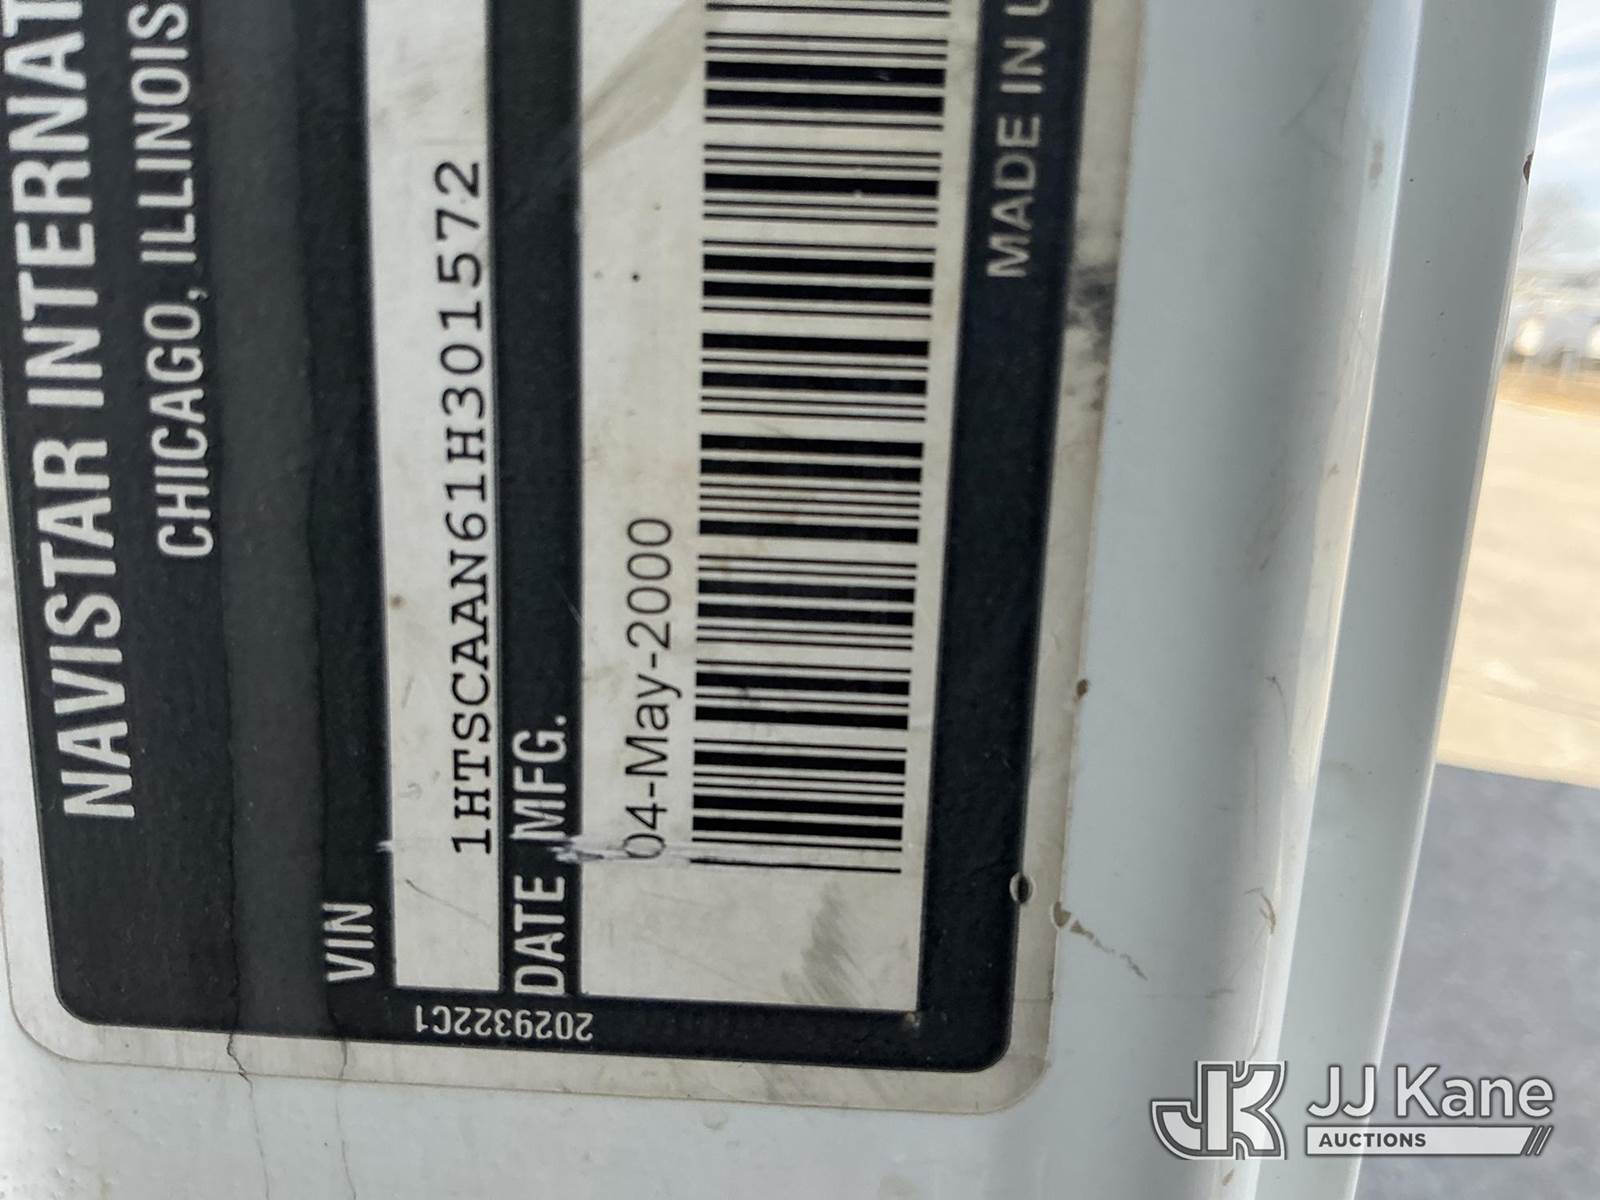 NAVISTAR INTERNAT
CHICAGO, ILLINOIS
VIN
1HTSCAAN61H301572
DATE MFG.
04-May-2000
MADE IN U
2029322C1
JJ Kane
AUCTIONS